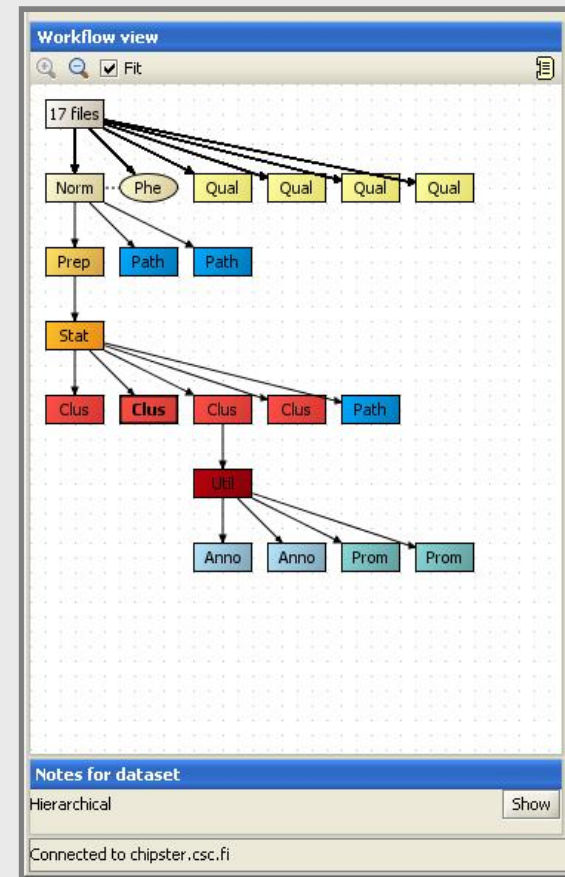 Workflow view
Fit
17 files
Norm Phe Qual Qual Qual Qual
Prep Path Path
Stat
Clus Clus Clus Clus Path
Util
Anno Anno Prom Prom
Notes for dataset
Hierarchical Show
Connected to chipster.csc.fi